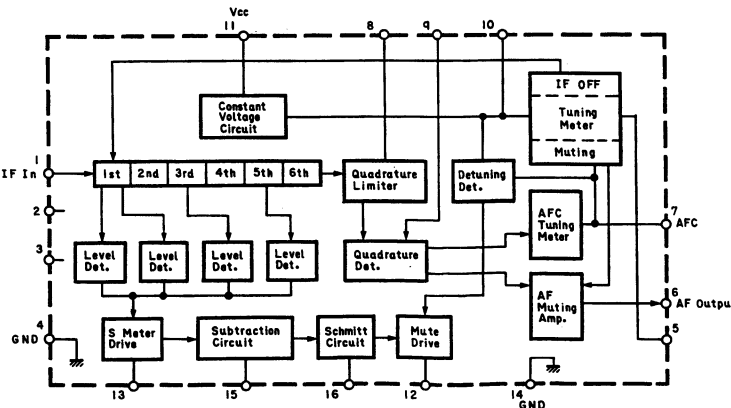 Vcc
11
8
9
10
Constant
Voltage
Circuit
IF OFF
Tuning
Meter
Muting
1
IF In
1st 2nd 3rd 4th 5th 6th
Quadrature
Limiter
Detuning
Det.
2
3
Level
Det.
Level
Det.
Level
Det.
Level
Det.
Quadrature
Det.
AFC
Tuning
Meter
7
AFC
AF
Muting
Amp.
6
AF Outpu
5
4
GND
S Meter
Drive
Subtraction
Circuit
Schmitt
Circuit
Mute
Drive
13
15
16
12
14
GND